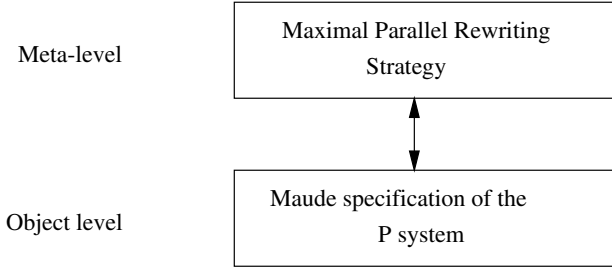 Maximal Parallel Rewriting
Meta-level
Strategy
Maude specification of the
Object level
P system